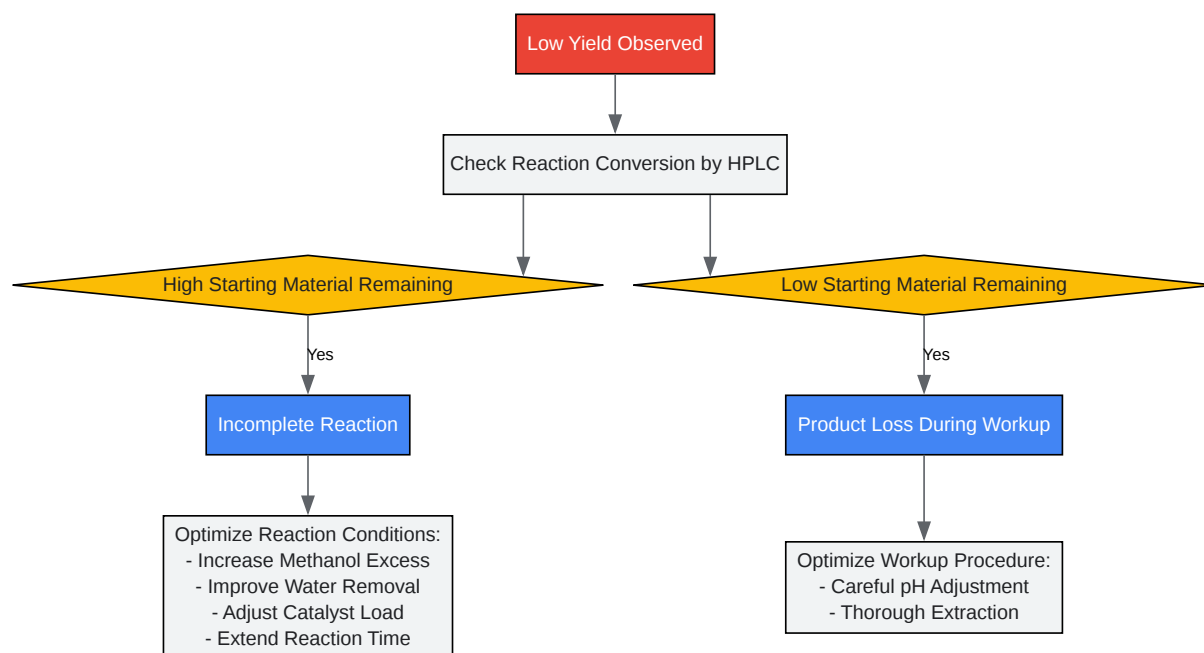 Low Yield Observed
Check Reaction Conversion by HPLC
High Starting Material Remaining
Low Starting Material Remaining
Yes
Yes
Incomplete Reaction
Product Loss During Workup
Optimize Reaction Conditions:
- Increase Methanol Excess
- Improve Water Removal
- Adjust Catalyst Load
- Extend Reaction Time
Optimize Workup Procedure:
- Careful pH Adjustment
- Thorough Extraction